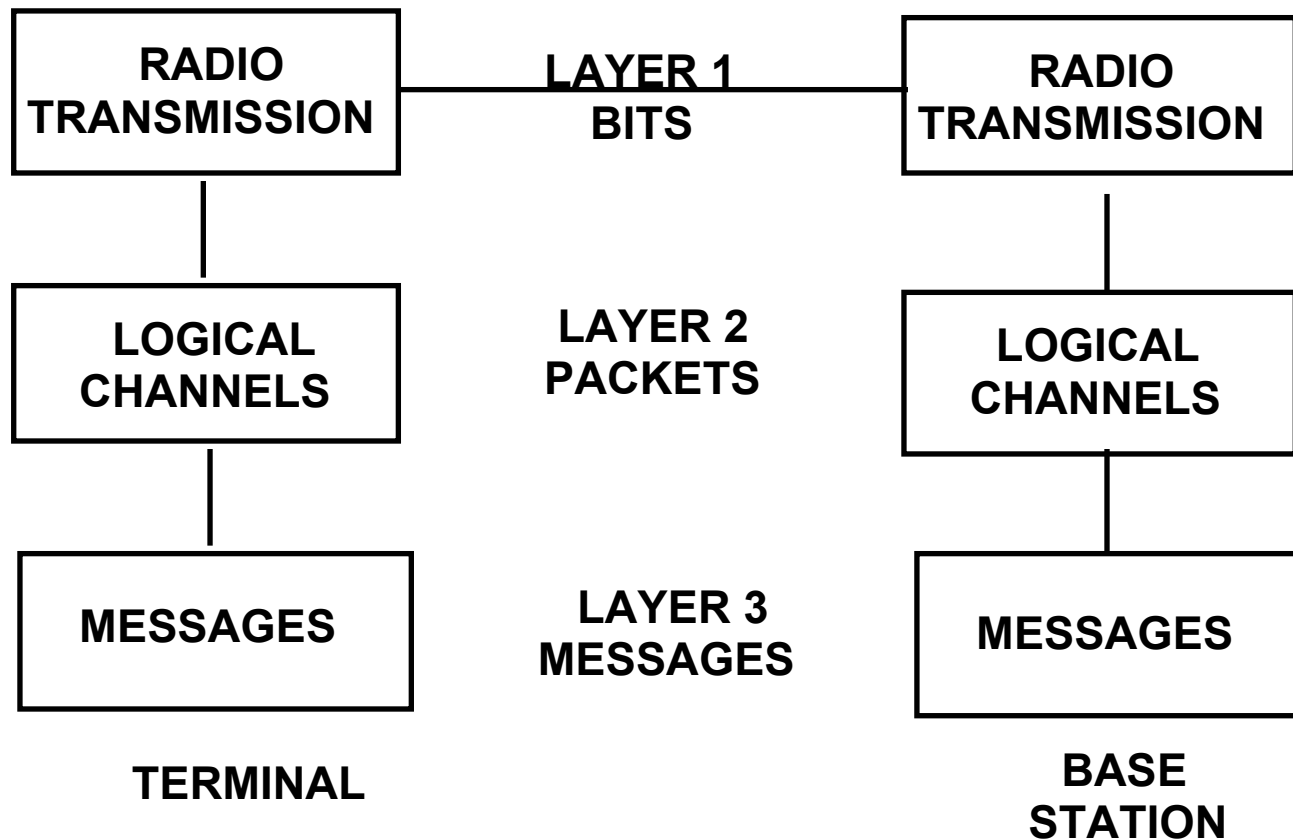 RADIO
TRANSMISSION
LAYER 1
BITS
RADIO
TRANSMISSION
LOGICAL
CHANNELS
LAYER 2
PACKETS
LOGICAL
CHANNELS
MESSAGES
LAYER 3
MESSAGES
MESSAGES
TERMINAL
BASE
STATION